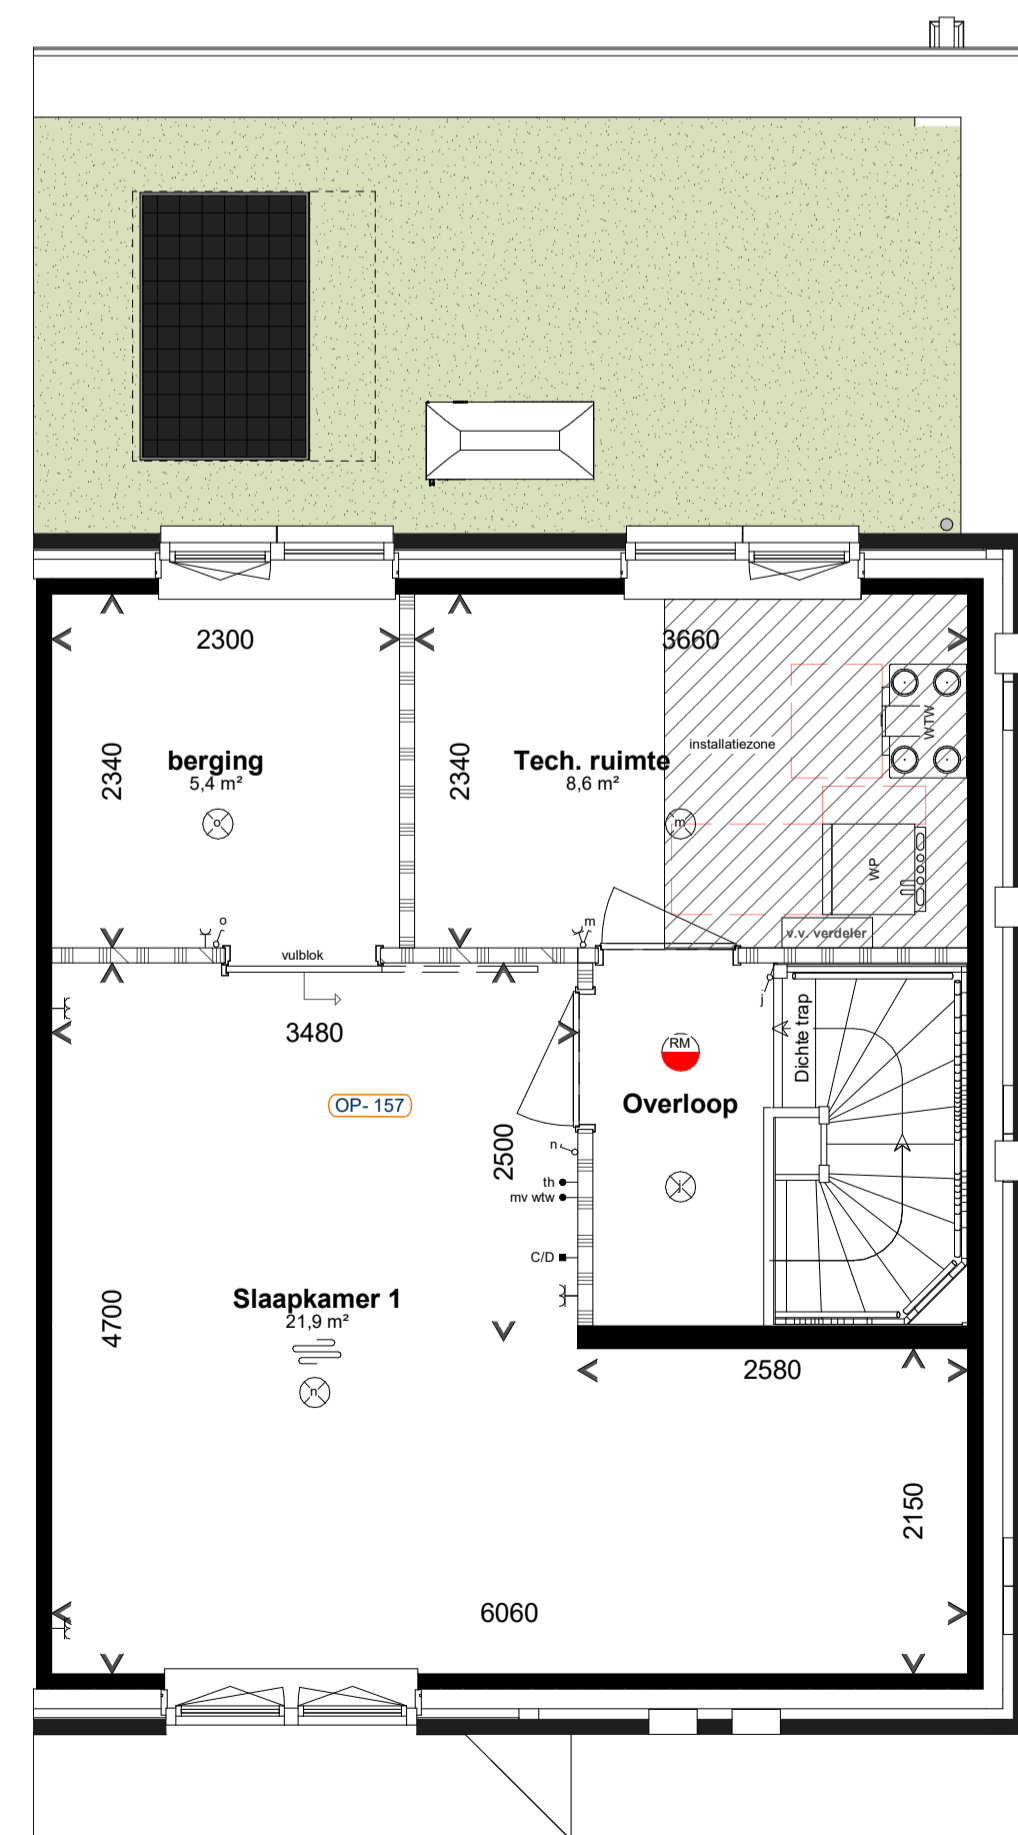 2300
3660
2340
berging
5,4 m²
2340
Tech. ruimte
8,6 m²
installatiezone
WTW
o
m
WP
o
m
v.v. verdeler
vulblok
j
3480
RM
Dichte trap
OP- 157
Overloop
2500
n
th
mv wtw
j
C/D
4700
Slaapkamer 1
21,9 m²
n
2580
2150
6060